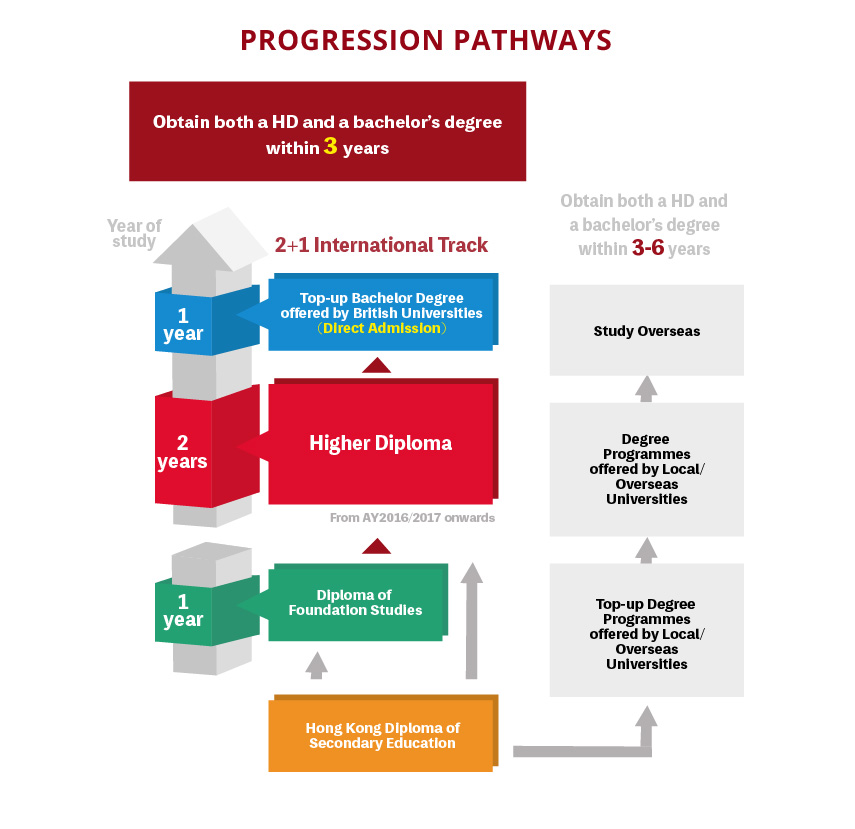 PROGRESSION PATHWAYS
Obtain both a HD and a bachelor's degree
within 3 years
Year of
study
2+1 International Track
1
year
Top-up Bachelor Degree
offered by British Universities
（Direct Admission）
2
years
Higher Diploma
From AY2016/2017 onwards
1
year
Diploma of
Foundation Studies
Hong Kong Diploma of
Secondary Education
Obtain both a HD and
a bachelor's degree
within 3-6 years
Study Overseas
Degree
Programmes
offered by Local/
Overseas
Universities
Top-up Degree
Programmes
offered by Local/
Overseas
Universities